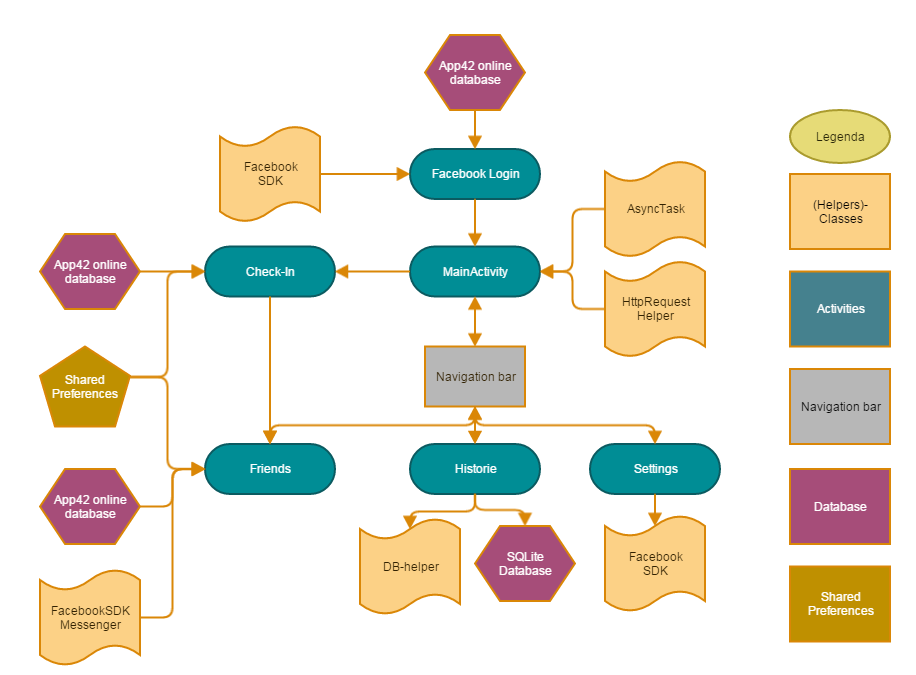 App42 online
database
Facebook
SDK
Facebook Login
AsyncTask
App42 online
database
Check-In
MainActivity
HttpRequest
Helper
Shared
Preferences
Navigation bar
App42 online
database
Friends
Historie
Settings
DB-helper
SQLite
Database
Facebook
SDK
FacebookSDK
Messenger
Legenda
(Helpers)-
Classes
Activities
Navigation bar
Database
Shared
Preferences